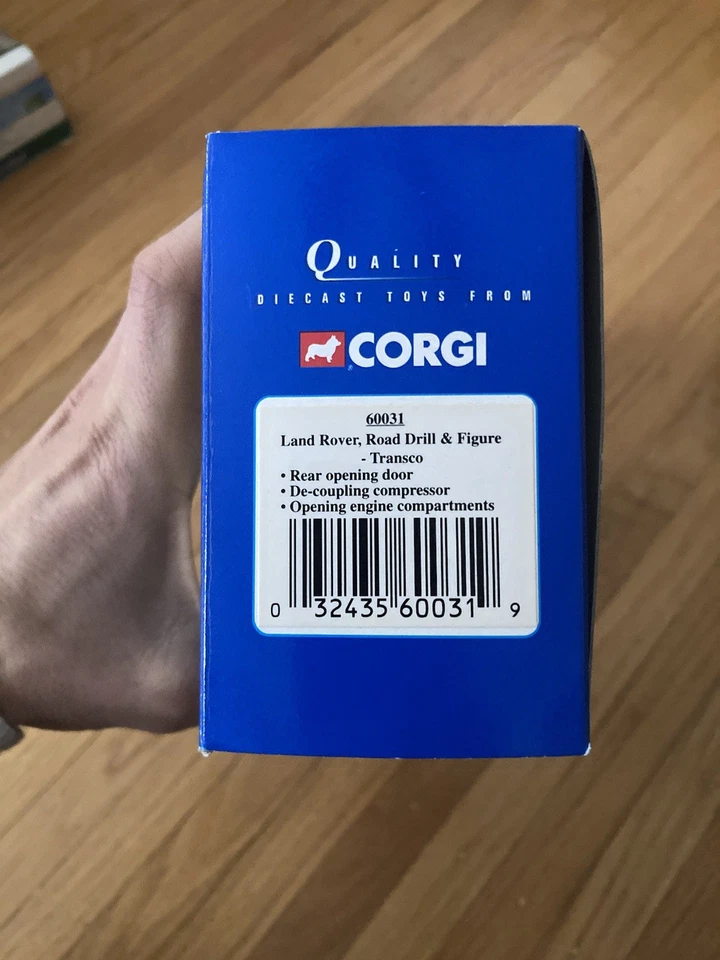 QUALITY
DIECAST TOYS FROM
CORGI
60031
Land Rover, Road Drill & Figure
- Transco
• Rear opening door
• De-coupling compressor
• Opening engine compartments
0 32435 60031 9